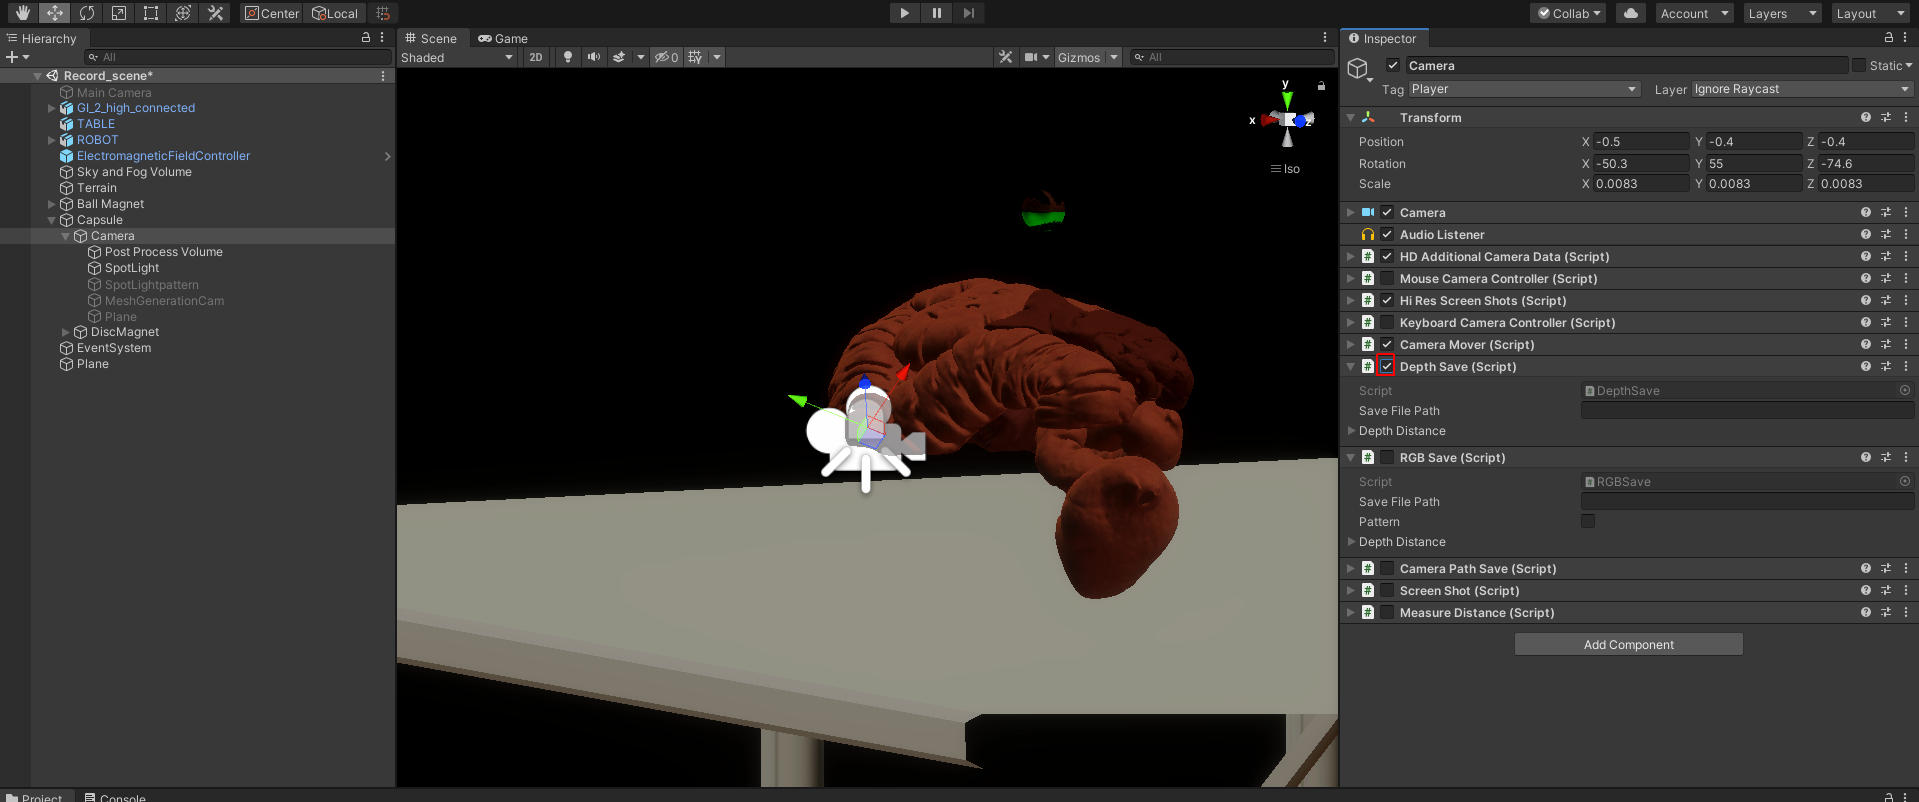 Center Local
Collab Account Layers Layout
Hierarchy
All
Record_scene*
Main Camera
GI_2_high_connected
TABLE
ROBOT
ElectromagneticFieldController
Sky and Fog Volume
Terrain
Ball Magnet
Capsule
Camera
Post Process Volume
SpotLight
SpotLightpattern
MeshGenerationCam
Plane
DiscMagnet
EventSystem
Plane
Scene Game
Shaded 2D 0 Gizmos All
y
x z
Iso
Inspector
Camera Static
Tag Player Layer Ignore Raycast
Transform
Position X -0.5 Y -0.4 Z -0.4
Rotation X -50.3 Y 55 Z -74.6
Scale X 0.0083 Y 0.0083 Z 0.0083
Camera
Audio Listener
# HD Additional Camera Data (Script)
# Mouse Camera Controller (Script)
# Hi Res Screen Shots (Script)
# Keyboard Camera Controller (Script)
# Camera Mover (Script)
# Depth Save (Script)
Script DepthSave
Save File Path
Depth Distance
# RGB Save (Script)
Script RGBSave
Save File Path
Pattern
Depth Distance
# Camera Path Save (Script)
# Screen Shot (Script)
# Measure Distance (Script)
Add Component
Project Console